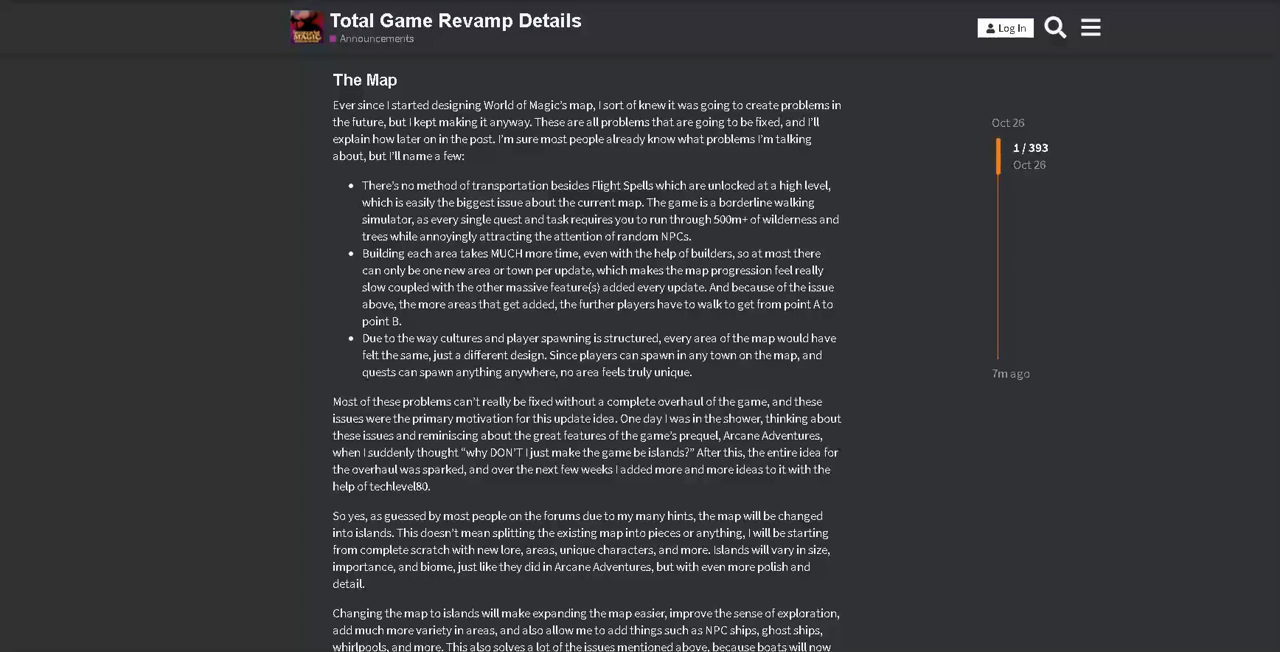 Total Game Revamp Details
Announcements
Log In
The Map
Ever since I started designing World of Magic's map, I sort of knew it was going to create problems in
the future, but I kept making it anyway. These are all problems that are going to be fixed, and I'll
explain how later on in the post. I'm sure most people already know what problems I'm talking
about, but I'll name a few:
• There's no method of transportation besides Flight Spells which are unlocked at a high level,
which is easily the biggest issue about the current map. The game is a borderline walking
simulator, as every single quest and task requires you to run through 500m+ of wilderness and
trees while annoyingly attracting the attention of random NPCs.
• Building each area takes MUCH more time, even with the help of builders, so at most there
can only be one new area or town per update, which makes the map progression feel really
slow coupled with the other massive feature(s) added every update. And because of the issue
above, the more areas that get added, the further players have to walk to get from point A to
point B.
• Due to the way cultures and player spawning is structured, every area of the map would have
felt the same, just a different design. Since players can spawn in any town on the map, and
quests can spawn anything anywhere, no area feels truly unique.
Most of these problems can't really be fixed without a complete overhaul of the game, and these
issues were the primary motivation for this update idea. One day I was in the shower, thinking about
these issues and reminiscing about the great features of the game's prequel, Arcane Adventures,
when I suddenly thought "why DON'T I just make the game be islands?" After this, the entire idea for
the overhaul was sparked, and over the next few weeks I added more and more ideas to it with the
help of techlevel80.
So yes, as guessed by most people on the forums due to my many hints, the map will be changed
into islands. This doesn't mean splitting the existing map into pieces or anything, I will be starting
from complete scratch with new lore, areas, unique characters, and more. Islands will vary in size,
importance, and biome, just like they did in Arcane Adventures, but with even more polish and
detail.
Changing the map to islands will make expanding the map easier, improve the sense of exploration,
add much more variety in areas, and also allow me to add things such as NPC ships, ghost ships,
whirlpools, and more. This also solves a lot of the issues mentioned above, because boats will now
Oct 26
1 / 393
Oct 26
7m ago